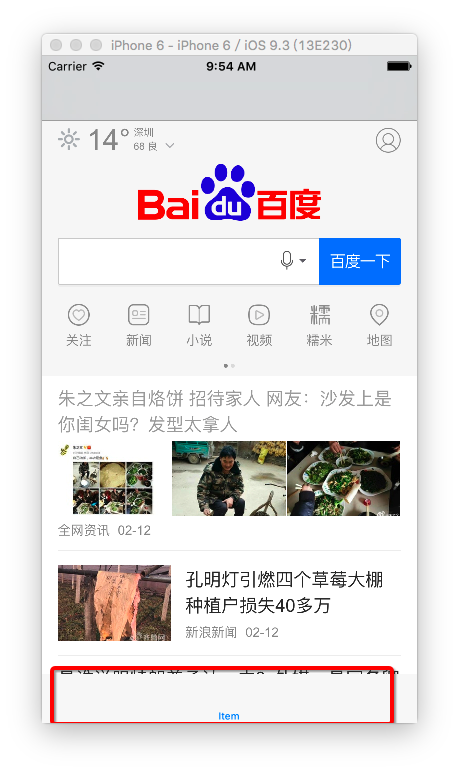 iPhone 6 - iPhone 6 / iOS 9.3 (13E230)
Carrier 9:54 AM
14° 深圳
68 良
Bai du 百度
百度一下
关注 新闻 小说 视频 糯米 地图
朱之文亲自烙饼 招待家人 网友：沙发上是
你闺女吗？发型太拿人
全网资讯 02-12
孔明灯引燃四个草莓大棚
种植户损失40多万
新浪新闻 02-12
Item